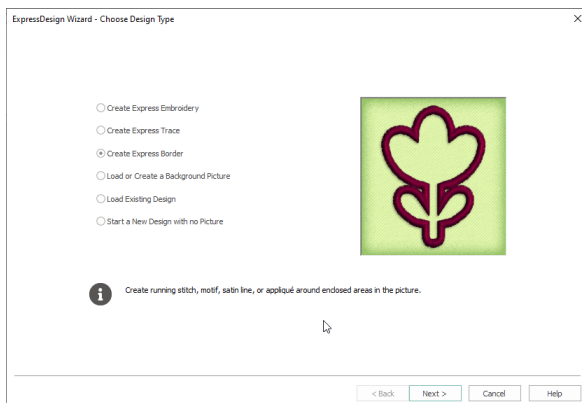 ExpressDesign Wizard - Choose Design Type
Create Express Embroidery
Create Express Trace
Create Express Border
Load or Create a Background Picture
Load Existing Design
Start a New Design with no Picture
Create running stitch, motif, satin line, or appliqué around enclosed areas in the picture.
< Back Next > Cancel Help